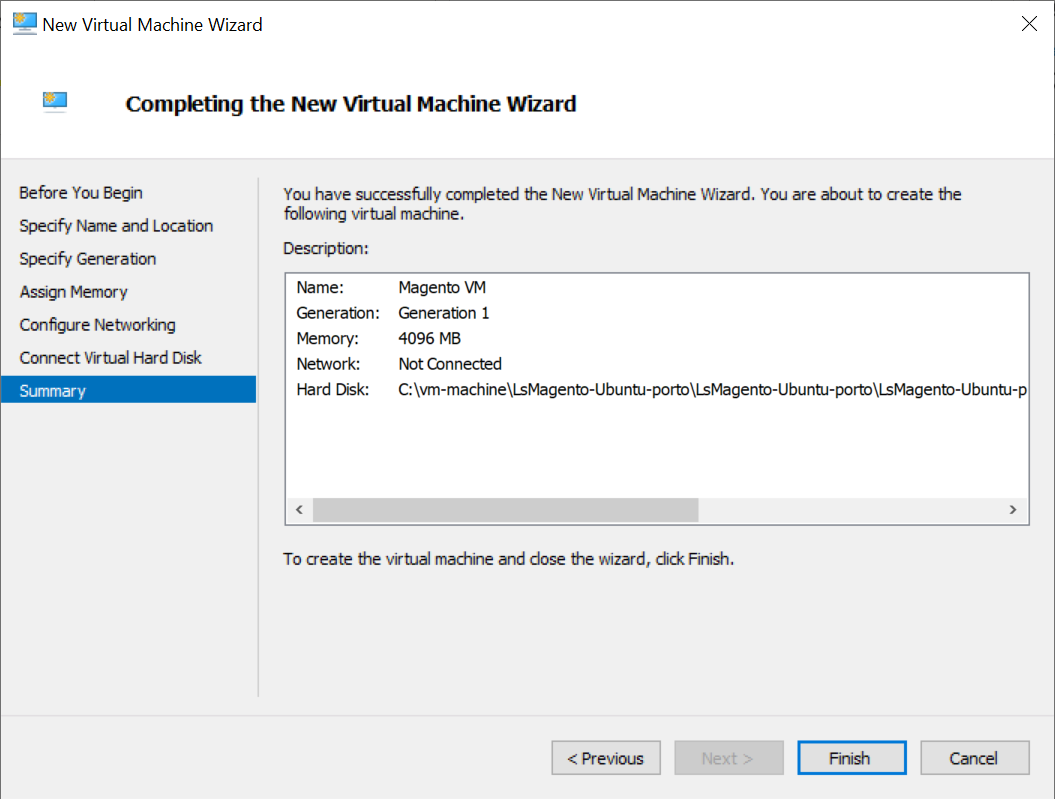 New Virtual Machine Wizard
Completing the New Virtual Machine Wizard
Before You Begin
Specify Name and Location
Specify Generation
Assign Memory
Configure Networking
Connect Virtual Hard Disk
Summary
You have successfully completed the New Virtual Machine Wizard. You are about to create the
following virtual machine.
Description:
Name: Magento VM
Generation: Generation 1
Memory: 4096 MB
Network: Not Connected
Hard Disk: C:\vm-machine\LsMagento-Ubuntu-porto\LsMagento-Ubuntu-porto\LsMagento-Ubuntu-p
To create the virtual machine and close the wizard, click Finish.
< Previous
Next >
Finish
Cancel